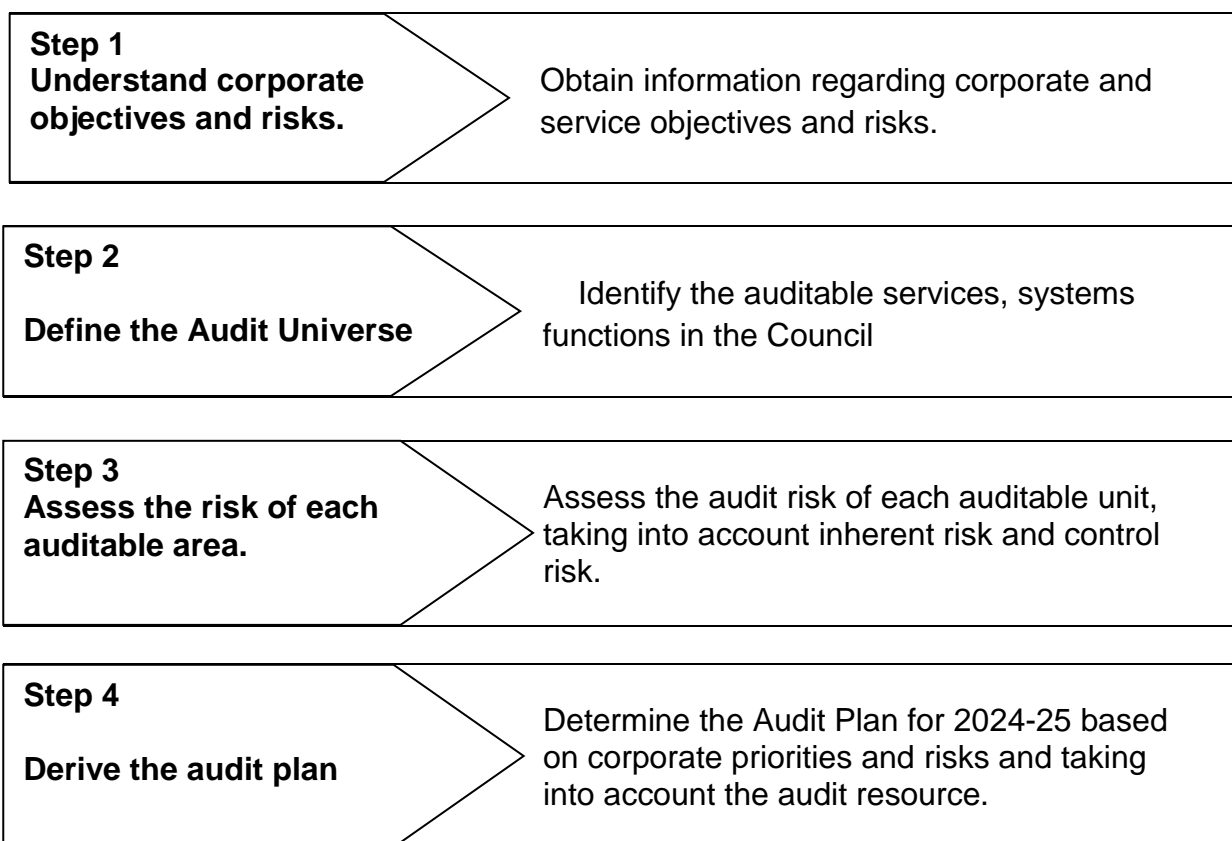 Step 1
Understand corporate
objectives and risks.
Obtain information regarding corporate and
service objectives and risks.
Step 2
Define the Audit Universe
Identify the auditable services, systems
functions in the Council
Step 3
Assess the risk of each
auditable area.
Assess the audit risk of each auditable unit,
taking into account inherent risk and control
risk.
Step 4
Derive the audit plan
Determine the Audit Plan for 2024-25 based
on corporate priorities and risks and taking
into account the audit resource.